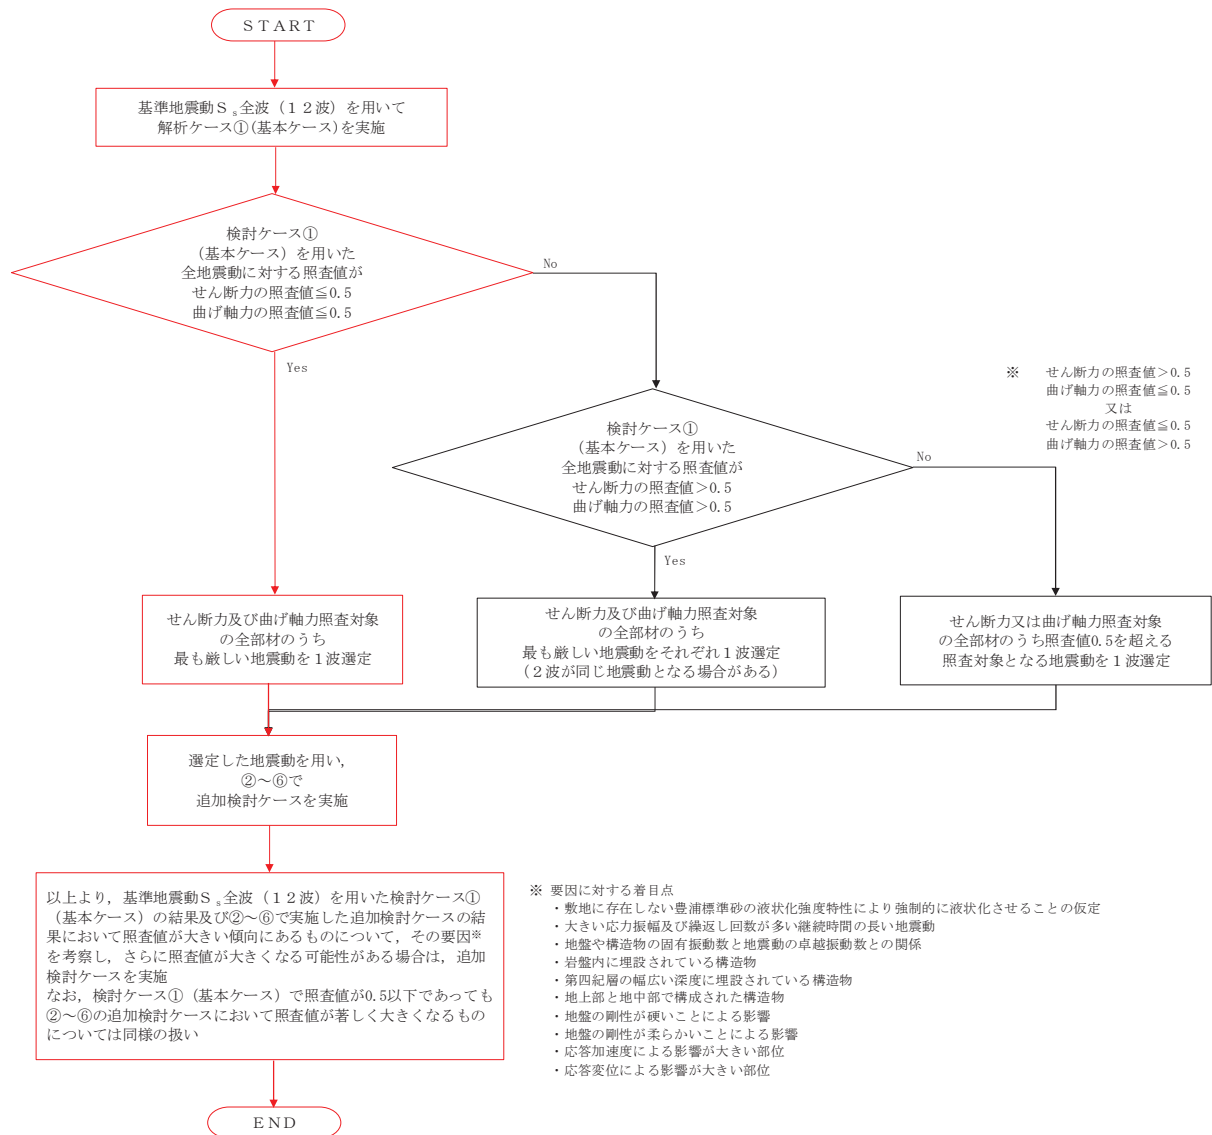 ＳＴＡＲＴ
基準地震動Ｓｓ全波（１２波）を用いて
解析ケース①(基本ケース)を実施
検討ケース①
（基本ケース）を用いた
全地震動に対する照査値が
せん断力の照査値≦0.5
曲げ軸力の照査値≦0.5
No
Yes
※　せん断力の照査値＞0.5
曲げ軸力の照査値≦0.5
又は
せん断力の照査値≦0.5
曲げ軸力の照査値＞0.5
検討ケース①
（基本ケース）を用いた
全地震動に対する照査値が
せん断力の照査値＞0.5
曲げ軸力の照査値＞0.5
No
Yes
せん断力及び曲げ軸力照査対象
の全部材のうち
最も厳しい地震動を１波選定
せん断力及び曲げ軸力照査対象
の全部材のうち
最も厳しい地震動をそれぞれ１波選定
（２波が同じ地震動となる場合がある）
せん断力又は曲げ軸力照査対象
の全部材のうち照査値0.5を超える
照査対象となる地震動を１波選定
選定した地震動を用い，
②～⑥で
追加検討ケースを実施
以上より，基準地震動Ｓｓ全波（１２波）を用いた検討ケース①
（基本ケース）の結果及び②～⑥で実施した追加検討ケースの結
果において照査値が大きい傾向にあるものについて，その要因※
を考察し，さらに照査値が大きくなる可能性がある場合は，追加
検討ケースを実施
なお，検討ケース①（基本ケース）で照査値が0.5以下であっても
②～⑥の追加検討ケースにおいて照査値が著しく大きくなるもの
については同様の扱い
※ 要因に対する着目点
・敷地に存在しない豊浦標準砂の液状化強度特性により強制的に液状化させることの仮定
・大きい応力振幅及び繰返し回数が多い継続時間の長い地震動
・地盤や構造物の固有振動数と地震動の卓越振動数との関係
・岩盤内に埋設されている構造物
・第四紀層の幅広い深度に埋設されている構造物
・地上部と地中部で構成された構造物
・地盤の剛性が硬いことによる影響
・地盤の剛性が柔らかいことによる影響
・応答加速度による影響が大きい部位
・応答変位による影響が大きい部位
ＥＮＤ